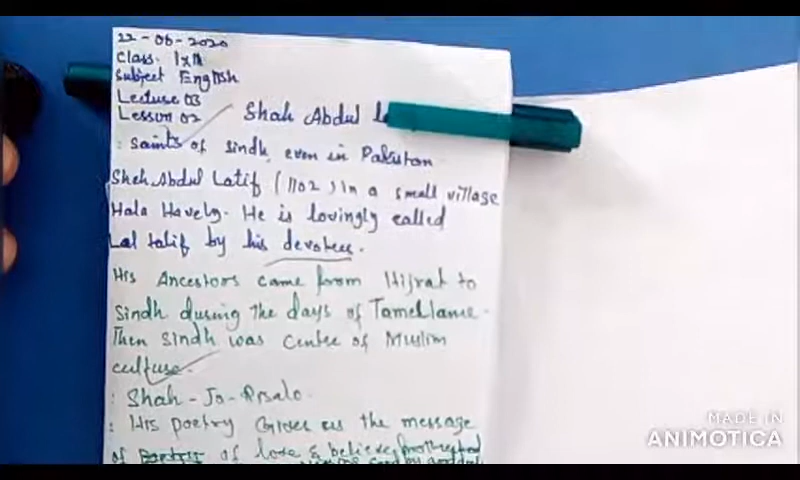 22-06-2020
Class. IXth
Subject English
Lecture 03
Lesson 02
Shah Abdul
: Saints of Sindh, even in Pakistan
Shah Abdul Latif (1102) in a small village
Hala Havely. He is lovingly called
Lal Latif by his devotees.
His Ancestors came from Hijrat to
Sindh during the days of Tamellane.
Then Sindh was Centre of Muslim
culture.
: Shah-Jo-Risalo.
: His poetry Gives us the message
of of love &
MADE IN
ANIMOTICA